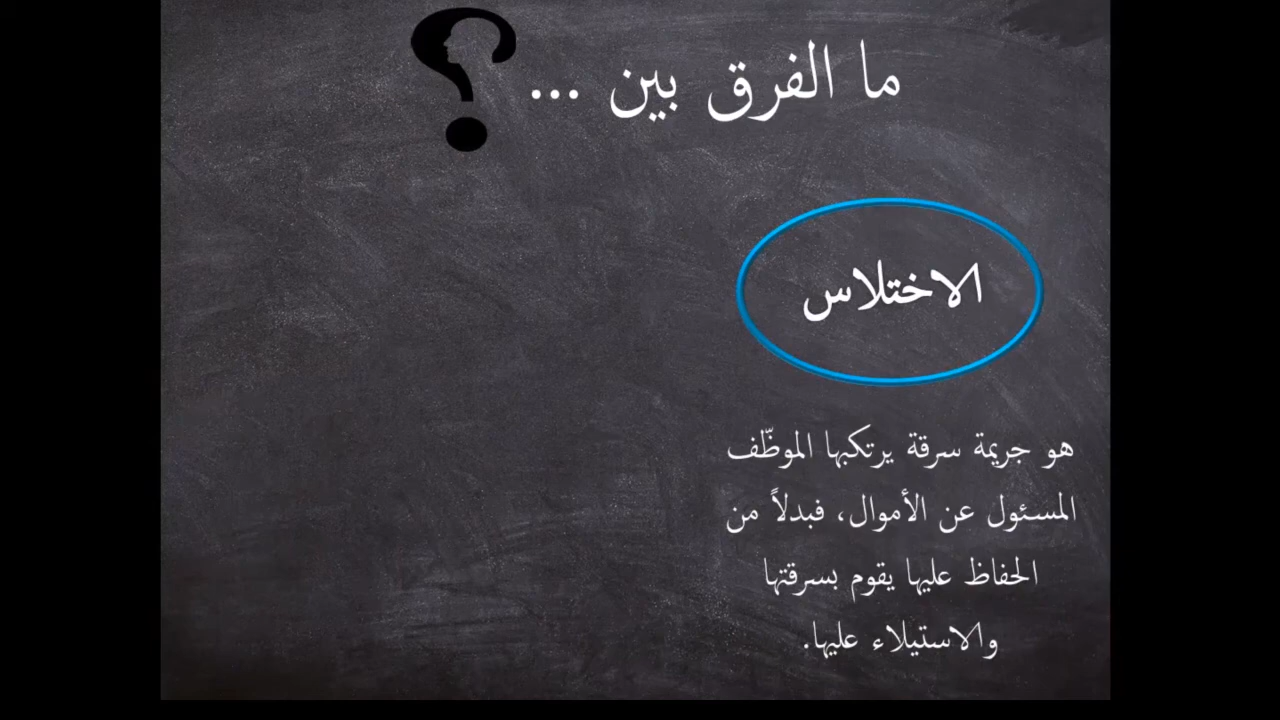 ما الفرق بين ... ?
الاختلاس
هو جريمة سرقة يرتكبها الموظّف
المسئول عن الأموال، فبدلاً من
الحفاظ عليها يقوم بسرقتها
والاستيلاء عليها.